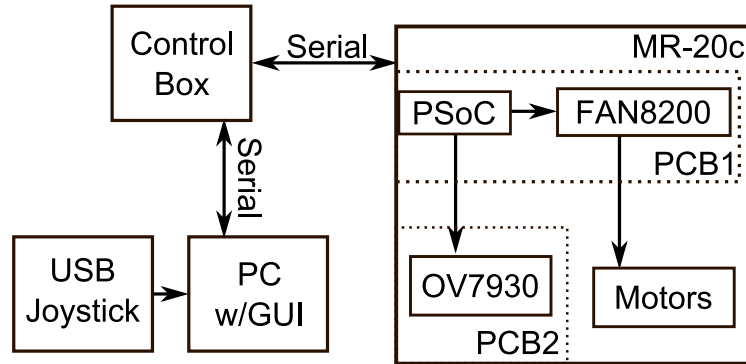 Control
Box
Serial
MR-20c
PSoC
FAN8200
PCB1
Serial
USB
Joystick
PC
w/GUI
OV7930
PCB2
Motors